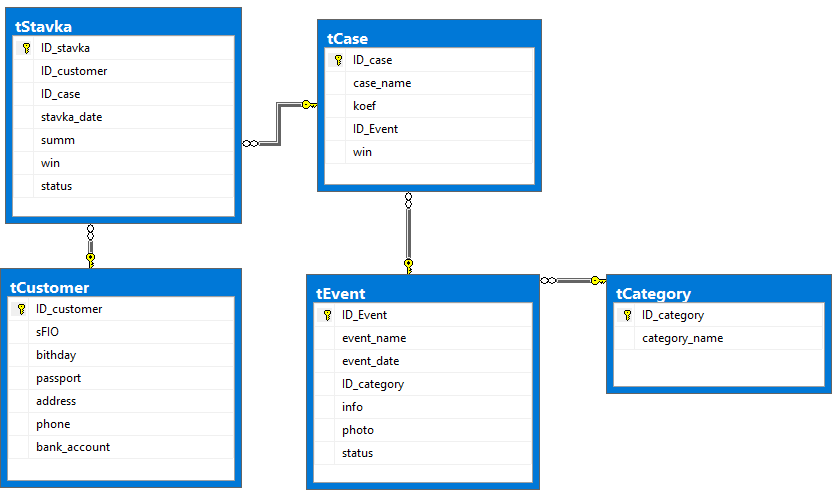 tStavka
ID_stavka
ID_customer
ID_case
stavka_date
summ
win
status
tCase
ID_case
case_name
koef
ID_Event
win
tCustomer
ID_customer
sFIO
bithday
passport
address
phone
bank_account
tEvent
ID_Event
event_name
event_date
ID_category
info
photo
status
tCategory
ID_category
category_name